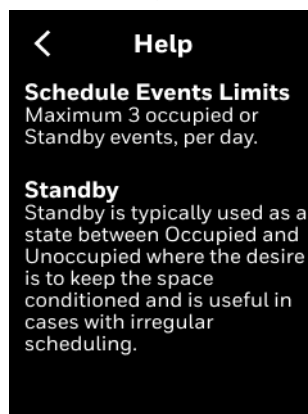 Help
Schedule Events Limits
Maximum 3 occupied or
Standby events, per day.
Standby
Standby is typically used as a
state between Occupied and
Unoccupied where the desire
is to keep the space
conditioned and is useful in
cases with irregular
scheduling.